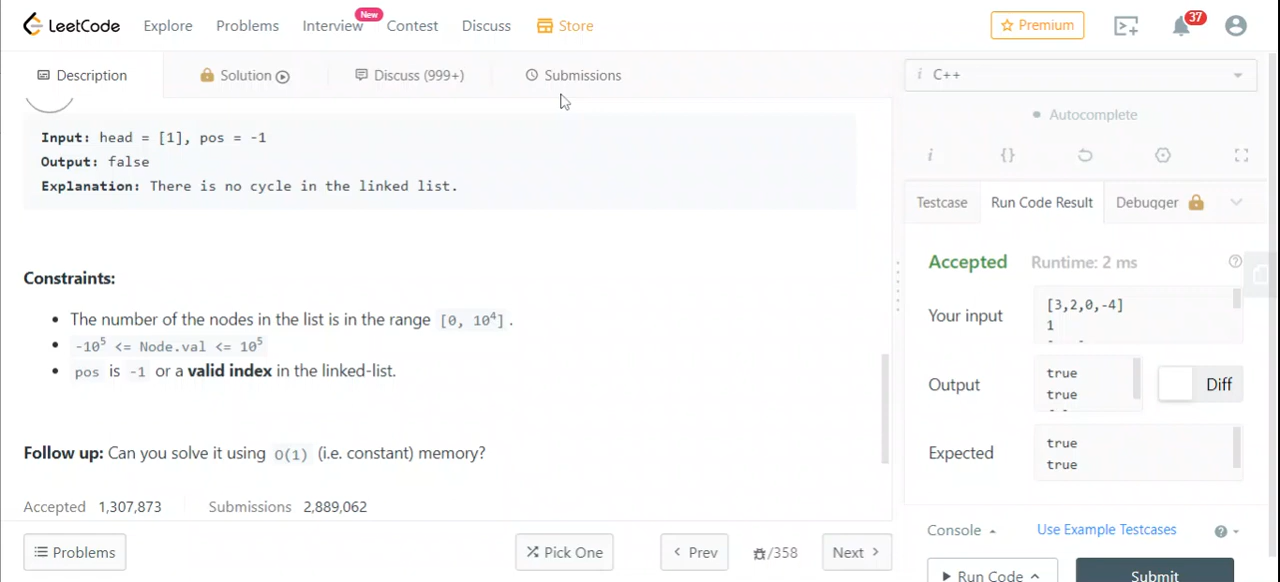 LeetCode Explore Problems Interview New Contest Discuss Store Premium 37
Description Solution Discuss (999+) Submissions i C++
Autocomplete
i {}
Input: head = [1], pos = -1
Output: false
Explanation: There is no cycle in the linked list.
Testcase Run Code Result Debugger
Accepted Runtime: 2 ms
Your input [3,2,0,-4]
1
Output true
true
Diff
Expected true
true
Constraints:
• The number of the nodes in the list is in the range [0, 10⁴] .
• -10⁵ <= Node.val <= 10⁵
• pos is -1 or a valid index in the linked-list.
Follow up: Can you solve it using O(1) (i.e. constant) memory?
Accepted 1,307,873 Submissions 2,889,062
Console Use Example Testcases
Problems Pick One Prev /358 Next
Run Code Submit